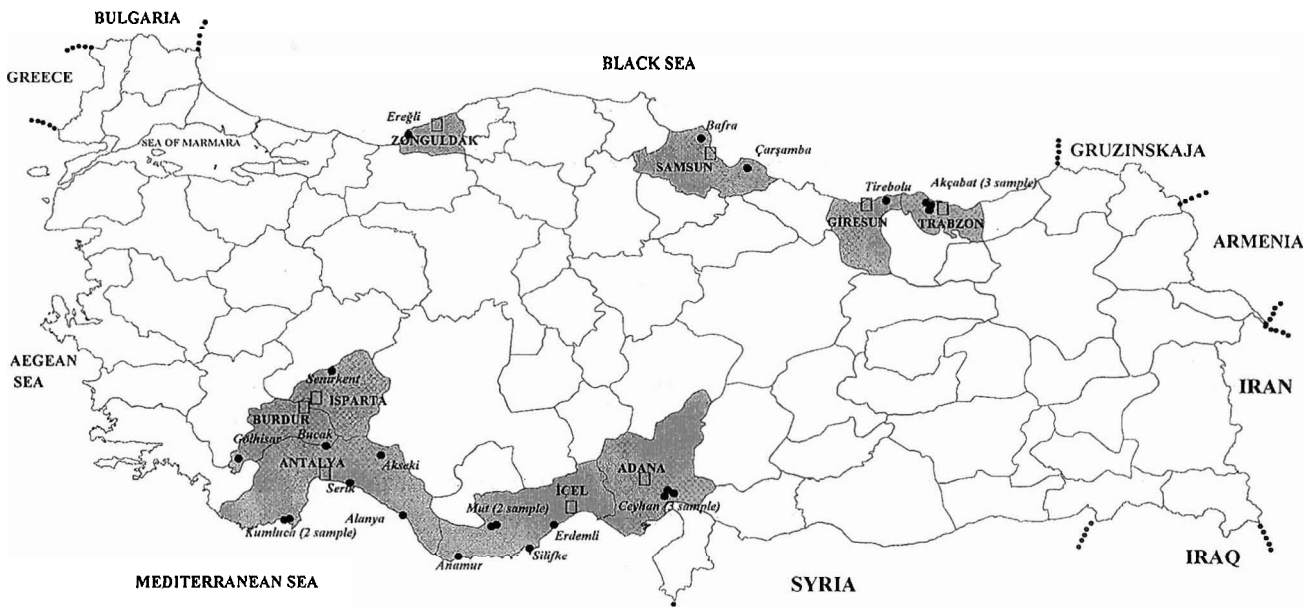 BULGARIA
BLACK SEA
GREECE
Ereğli
ZONGULDAK
SEA OF MARMARA
Bafra
SAMSUN
Çarşamba
GRUZINSKAJA
Tirebolu
Akçabat (3 sample)
GİRESUN
TRABZON
ARMENIA
AEGEAN
SEA
IRAN
Senirkent
ISPARTA
BURDUR
Gölhisar
Bucak
ANTALYA
Akseki
Serik
ADANA
İÇEL
Ceyhan (3 sample)
Mut (2 sample)
Alanya
Kumluca (2 sample)
Erdemli
Silifke
Anamur
IRAQ
MEDITERRANEAN SEA
SYRIA